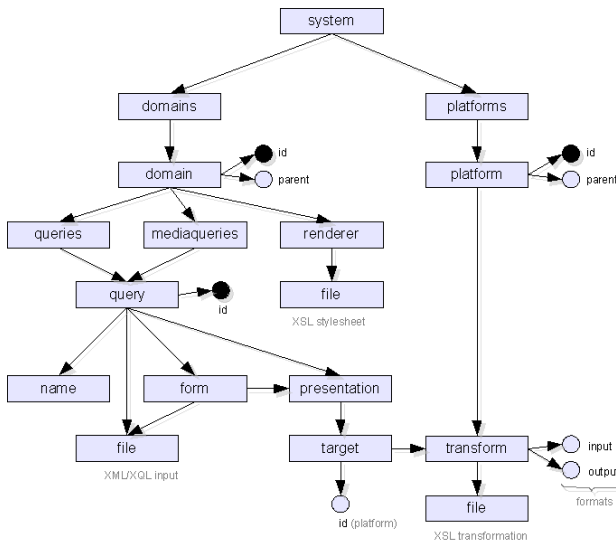 system
domains
platforms
id
id
domain
parent
platform
parent
queries
mediaqueries
renderer
query
file
id
XSL stylesheet
name
form
presentation
file
target
transform
input
XML/XQL input
output
file
formats
id (platform)
XSL transformation